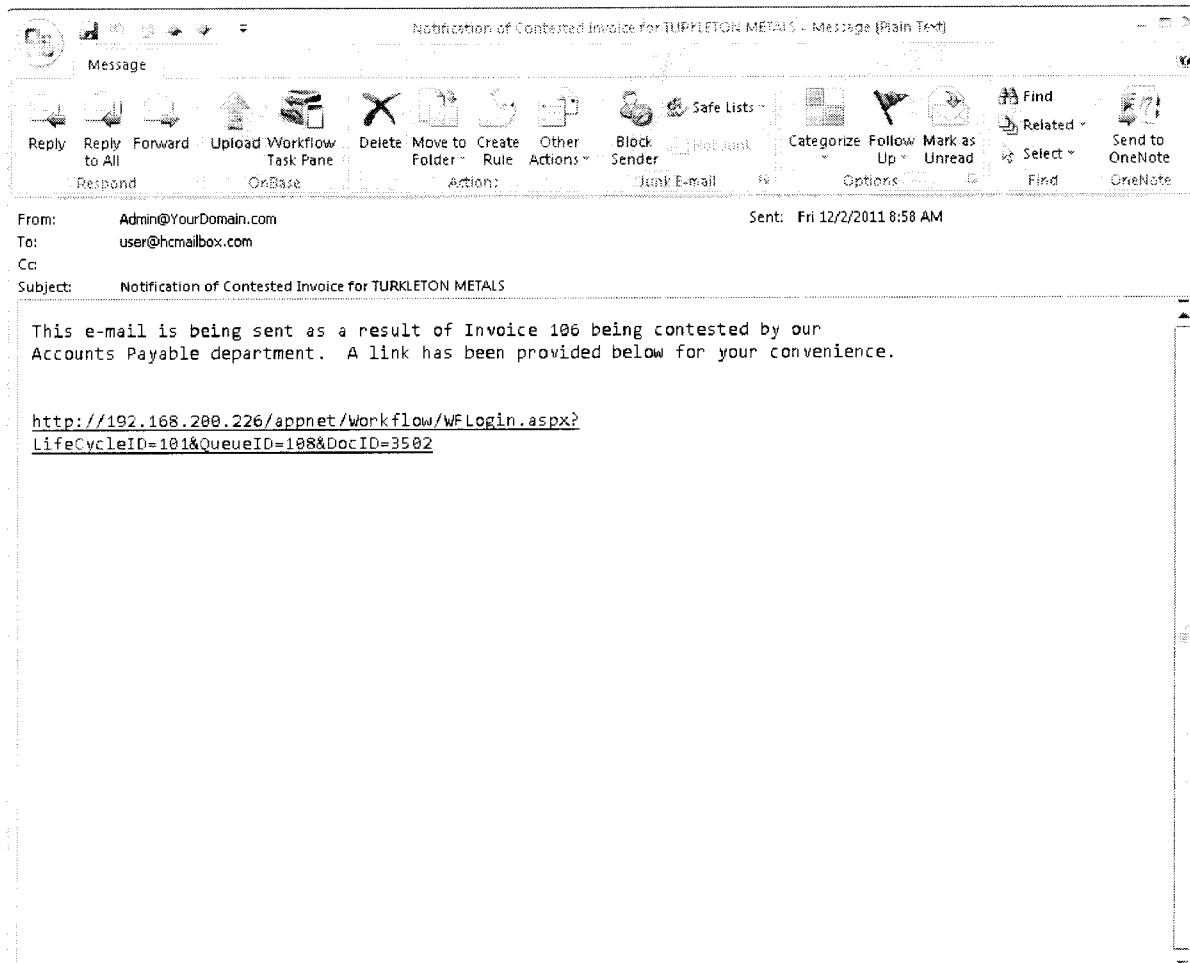 Notification of Contested Invoice for TURKLETON METALS - Message (Plain Text)
Message
Reply
Reply to All
Forward
Upload
Workflow Task Pane
Delete
Move to Folder
Create Rule
Other Actions
Block Sender
Safe Lists
Not Junk
Categorize
Follow Up
Mark as Unread
Find
Related
Select
Send to OneNote
Respond
OnBase
Actions
Junk E-mail
Options
Find
OneNote
From: Admin@YourDomain.com
Sent: Fri 12/2/2011 8:58 AM
To: user@hcmailbox.com
Cc:
Subject: Notification of Contested Invoice for TURKLETON METALS
This e-mail is being sent as a result of Invoice 106 being contested by our
Accounts Payable department. A link has been provided below for your convenience.
http://192.168.200.226/appnet/Workflow/WFLogin.aspx?
LifeCycleID=101&QueueID=108&DocID=3502